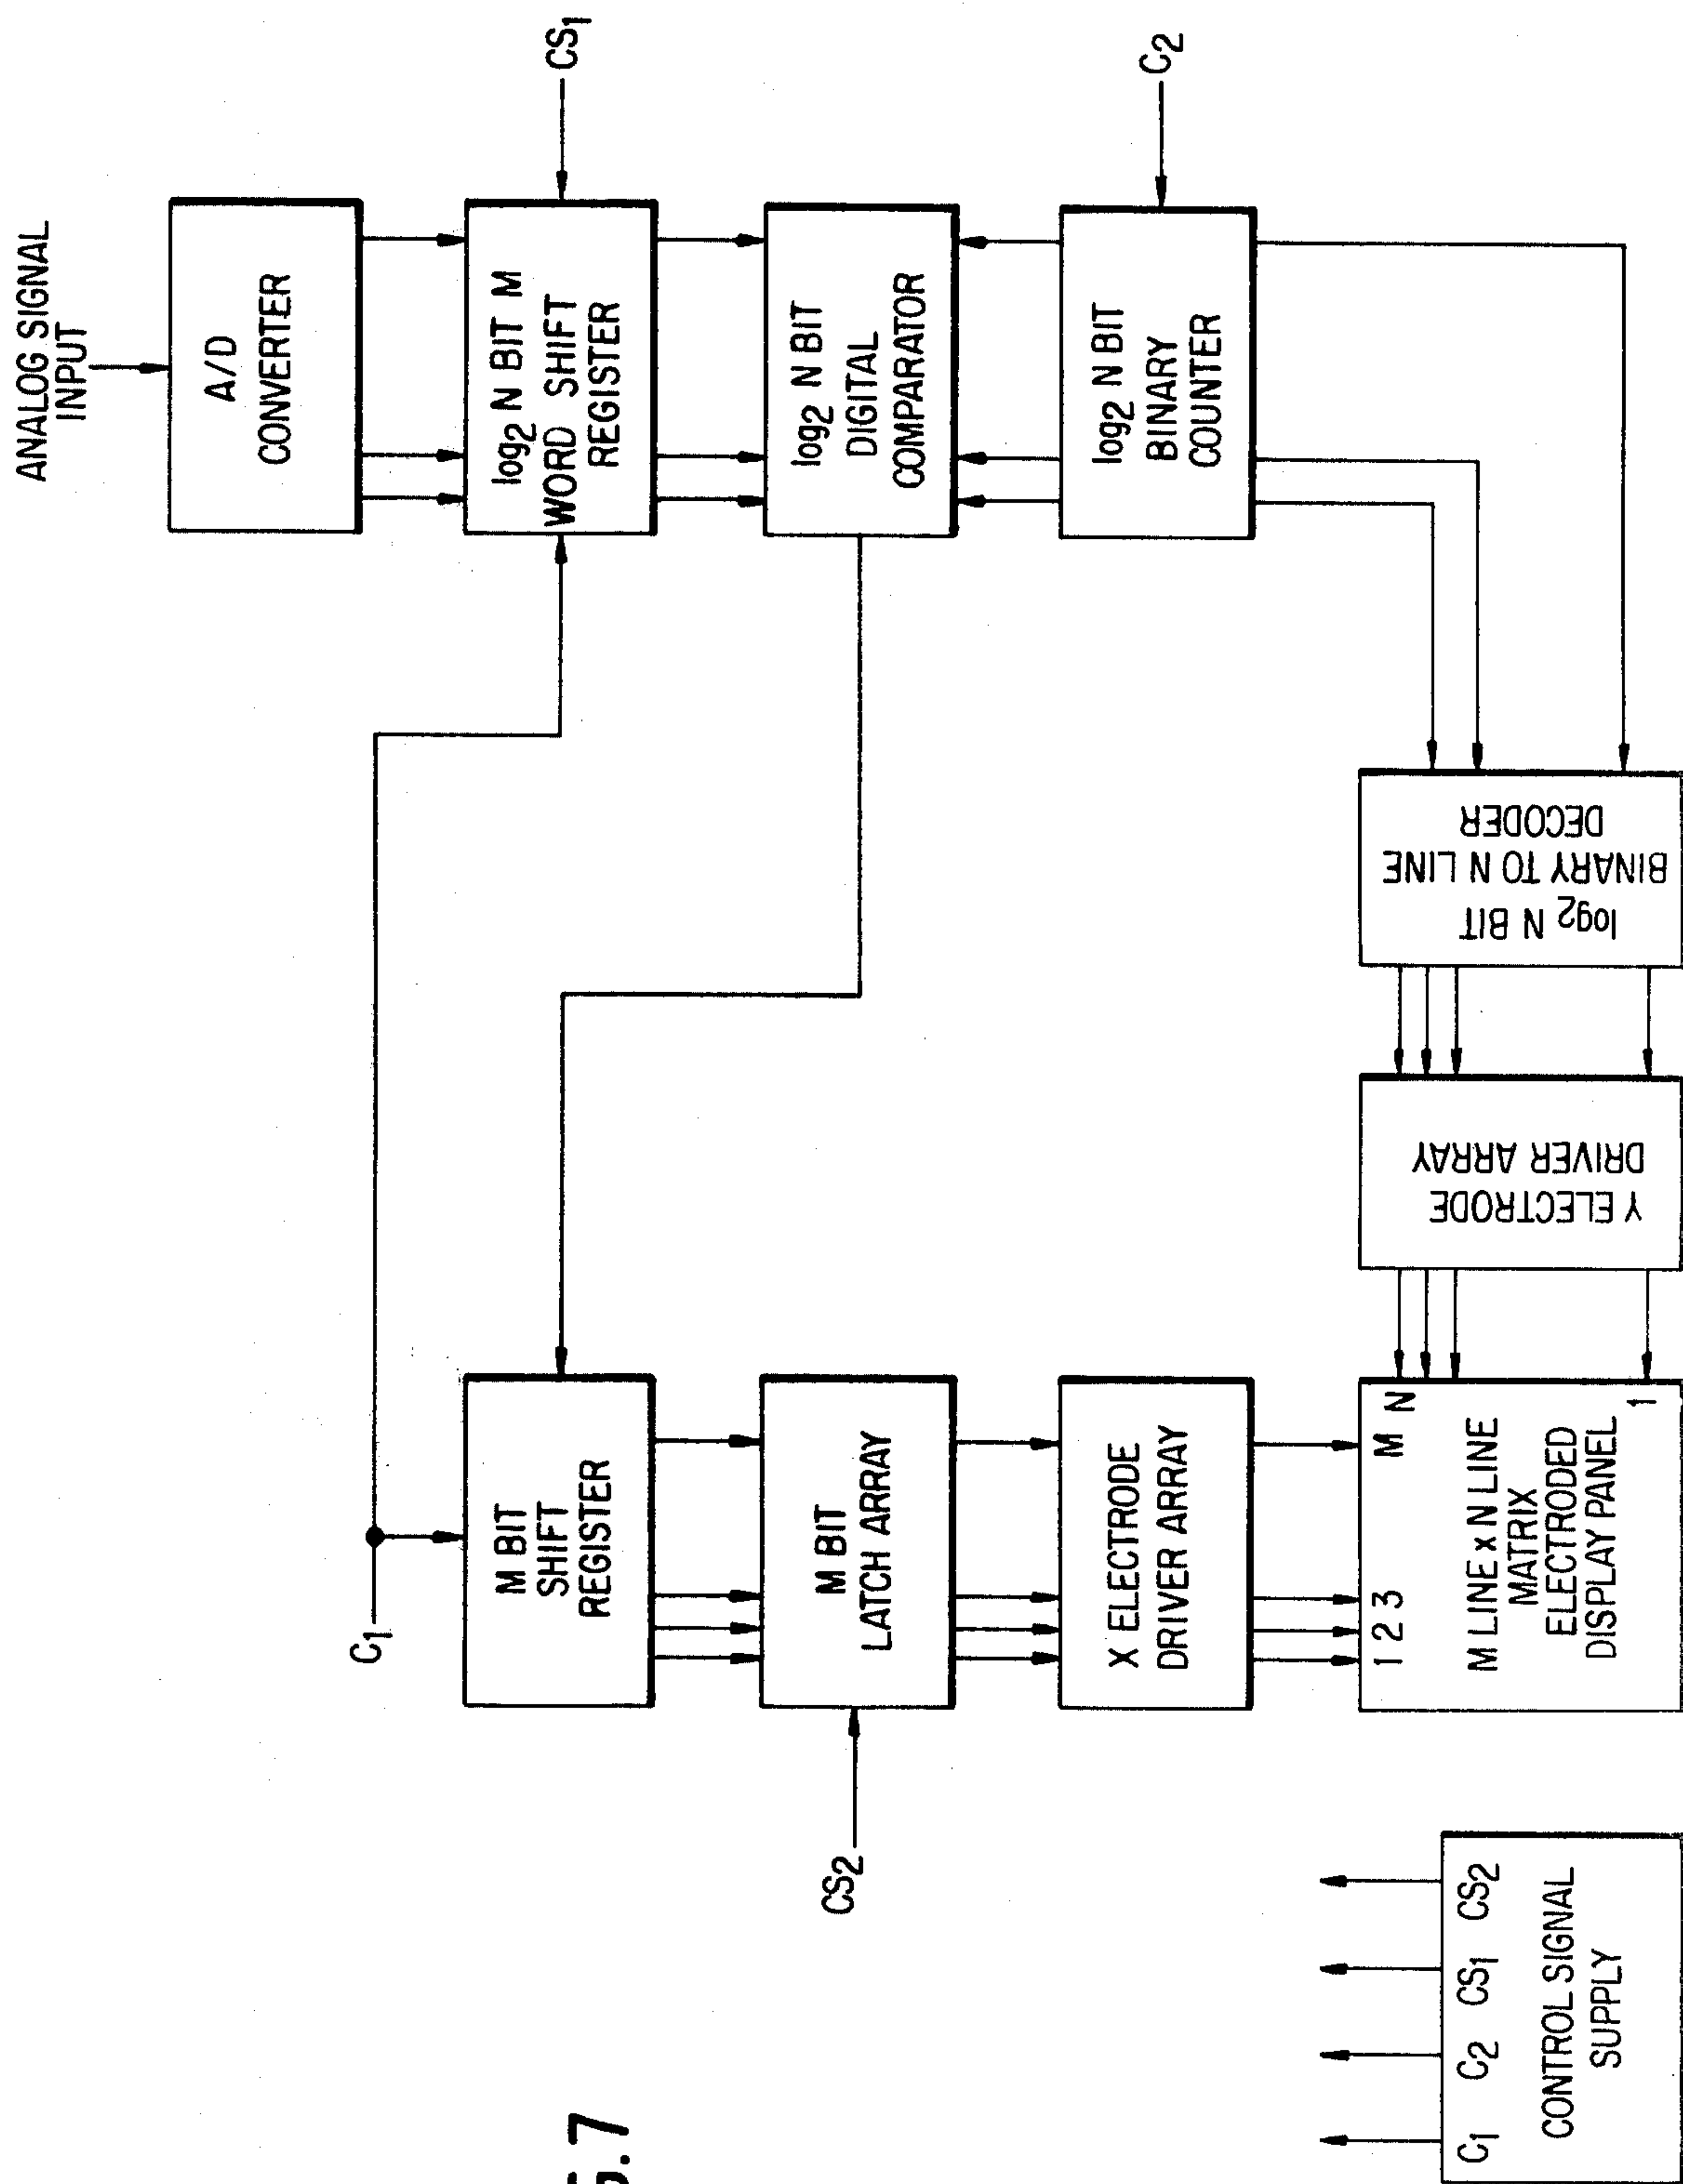 ANALOG SIGNAL
INPUT
A/D
CONVERTER
log2 N BIT M
WORD SHIFT
REGISTER
CS1
log2 N BIT
DIGITAL
COMPARATOR
log2 N BIT
BINARY
COUNTER
C2
C1
M BIT
SHIFT
REGISTER
M BIT
LATCH ARRAY
CS2
X ELECTRODE
DRIVER ARRAY
log2 N BIT
BINARY TO N LINE
DECODER
Y ELECTRODE
DRIVER ARRAY
1 2 3 M
N
1
M LINE x N LINE
MATRIX
ELECTRODED
DISPLAY PANEL
C1 C2 CS1 CS2
CONTROL SIGNAL
SUPPLY
G.7